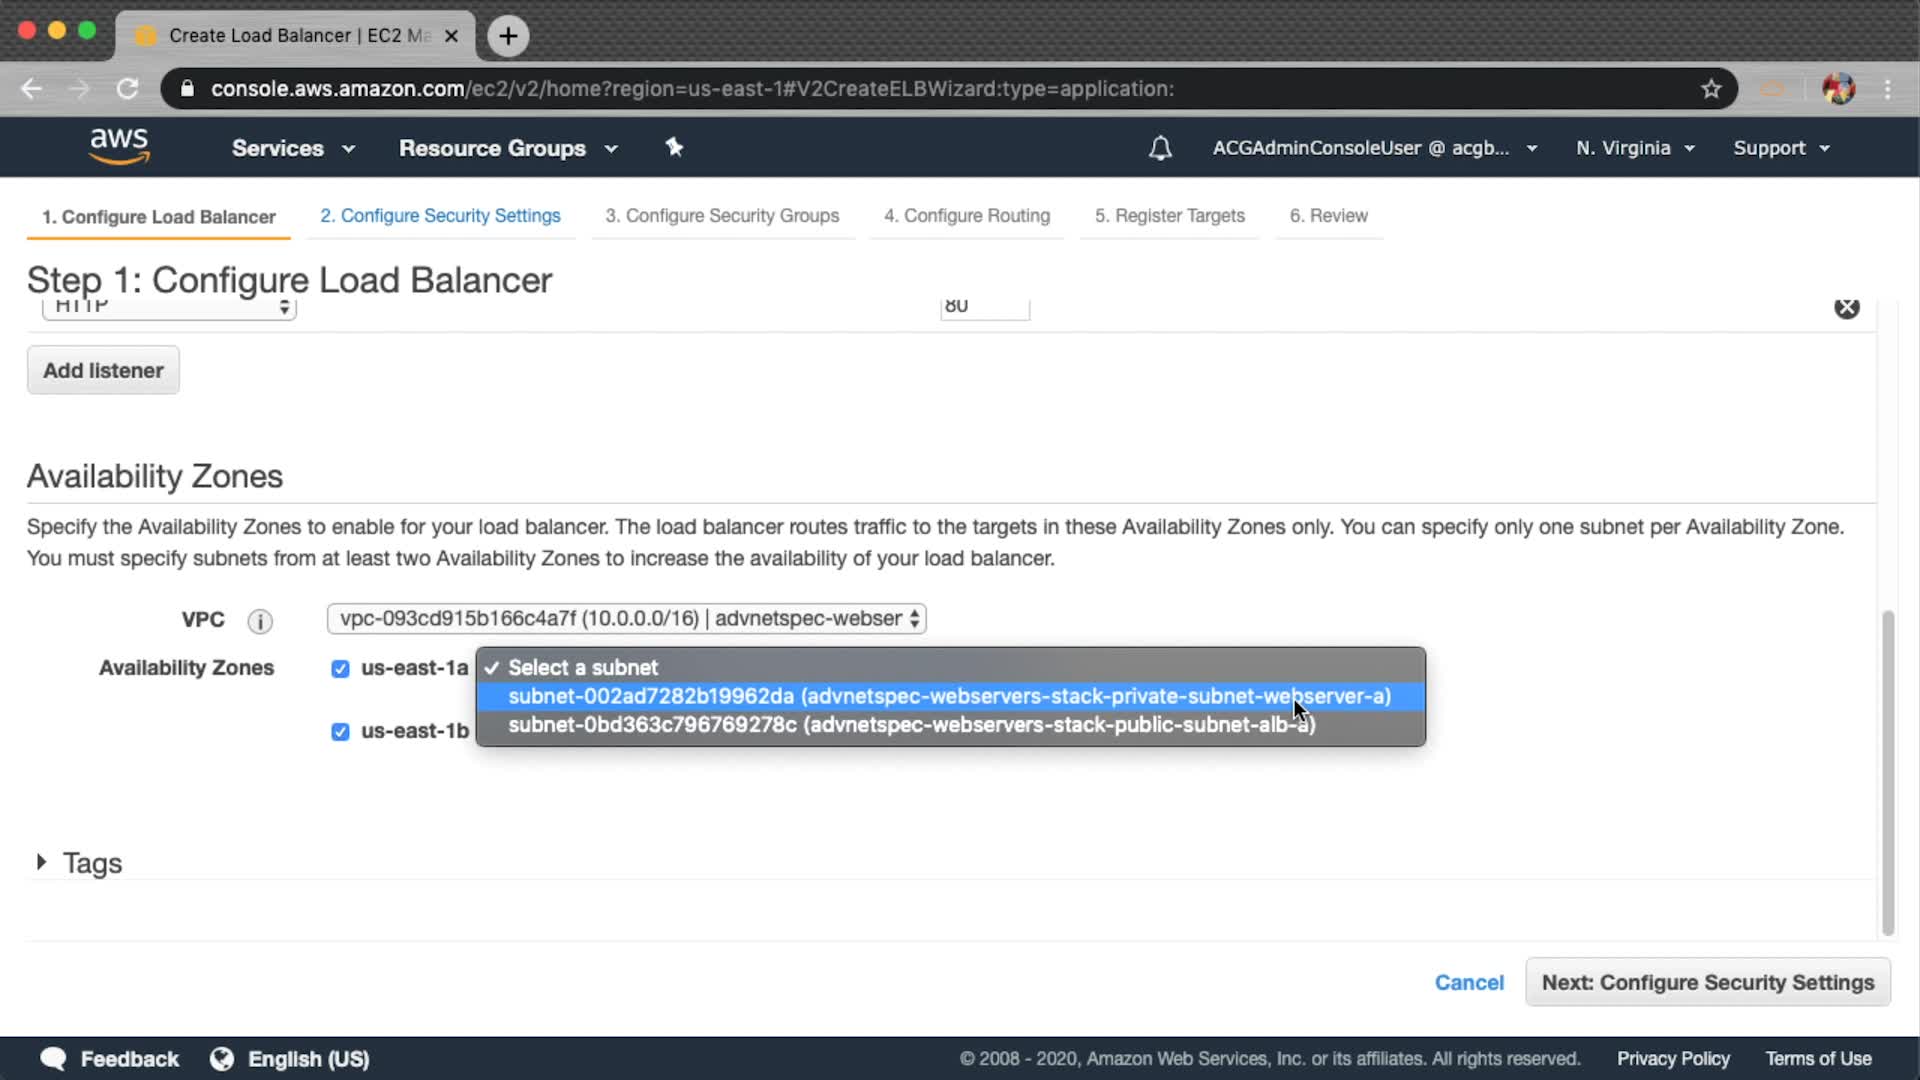 Create Load Balancer | EC2 Ma
console.aws.amazon.com/ec2/v2/home?region=us-east-1#V2CreateELBWizard:type=application:
aws Services Resource Groups ACGAdminConsoleUser @ acgb... N. Virginia Support
1. Configure Load Balancer 2. Configure Security Settings 3. Configure Security Groups 4. Configure Routing 5. Register Targets 6. Review
Step 1: Configure Load Balancer
HTTP 80
Add listener
Availability Zones
Specify the Availability Zones to enable for your load balancer. The load balancer routes traffic to the targets in these Availability Zones only. You can specify only one subnet per Availability Zone.
You must specify subnets from at least two Availability Zones to increase the availability of your load balancer.
VPC i vpc-093cd915b166c4a7f (10.0.0.0/16) | advnetspec-webser
Availability Zones us-east-1a ✓ Select a subnet
subnet-002ad7282b19962da (advnetspec-webservers-stack-private-subnet-webserver-a)
us-east-1b subnet-0bd363c796769278c (advnetspec-webservers-stack-public-subnet-alb-a)
Tags
Cancel Next: Configure Security Settings
Feedback English (US) © 2008 - 2020, Amazon Web Services, Inc. or its affiliates. All rights reserved. Privacy Policy Terms of Use